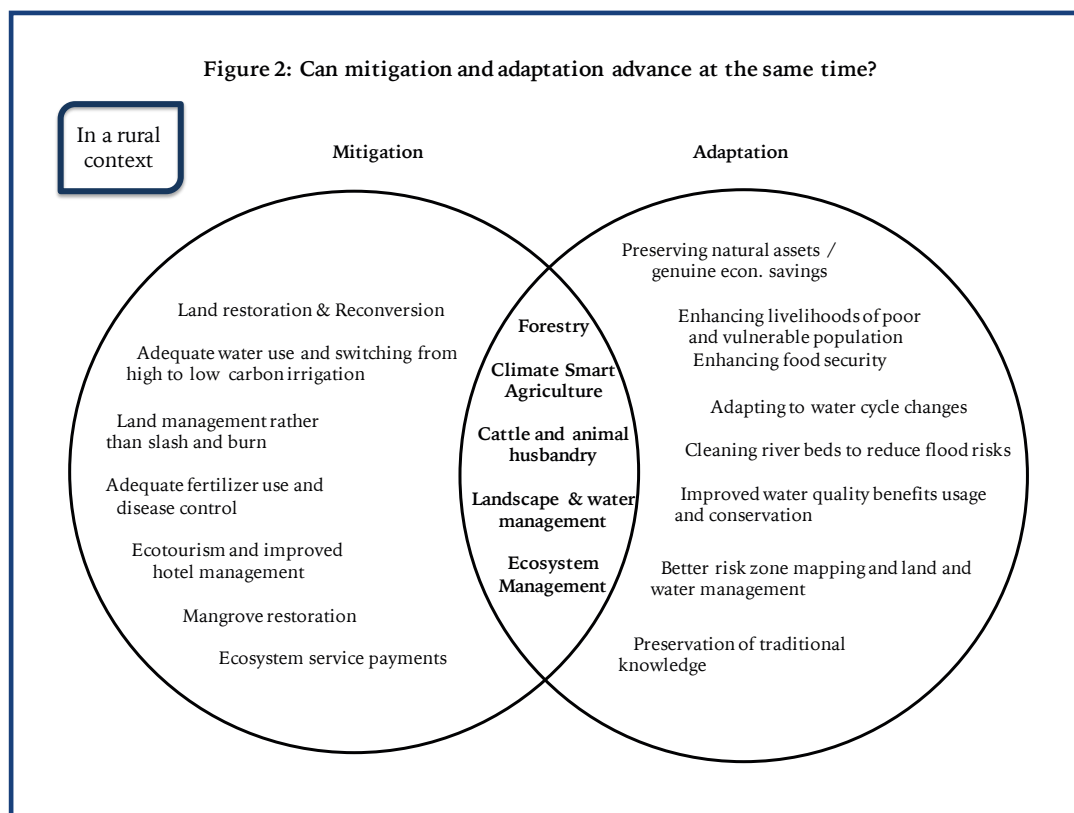 Figure 2: Can mitigation and adaptation advance at the same time?
In a rural
context
Mitigation
Adaptation
Land restoration & Reconversion
Adequate water use and switching from
high to low carbon irrigation
Land management rather
than slash and burn
Adequate fertilizer use and
disease control
Ecotourism and improved
hotel management
Mangrove restoration
Ecosystem service payments
Forestry
Climate Smart
Agriculture
Cattle and animal
husbandry
Landscape & water
management
Ecosystem
Management
Preserving natural assets /
genuine econ. savings
Enhancing livelihoods of poor
and vulnerable population
Enhancing food security
Adapting to water cycle changes
Cleaning river beds to reduce flood risks
Improved water quality benefits usage
and conservation
Better risk zone mapping and land and
water management
Preservation of traditional
knowledge